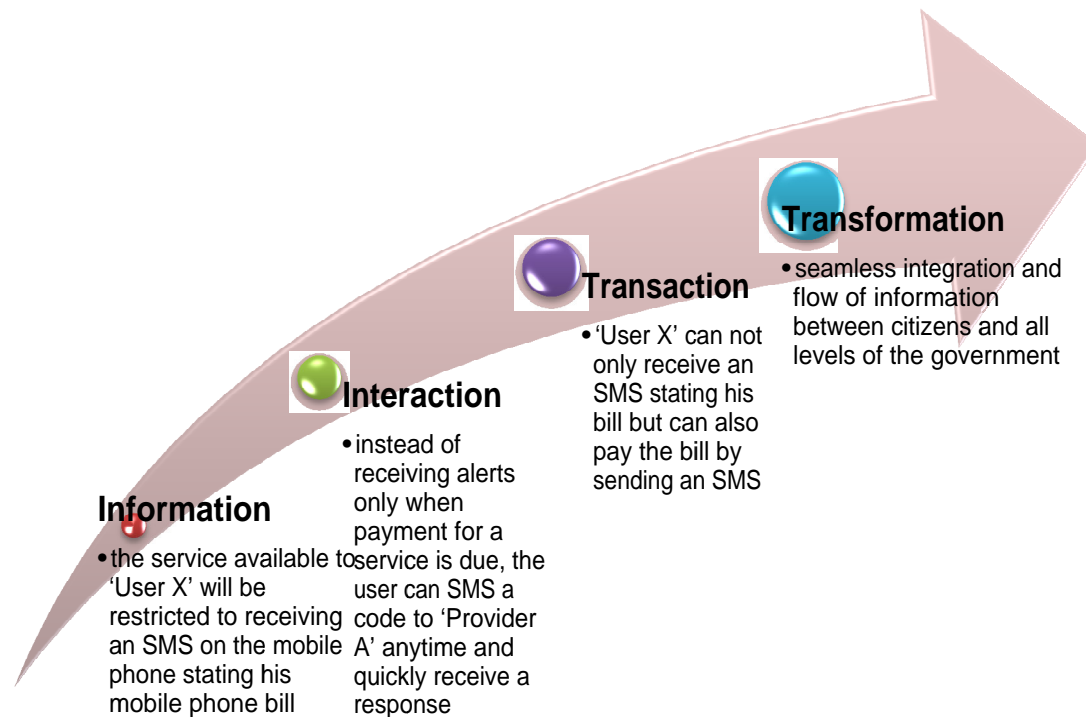 Information
•the service available to
‘User X’ will be
restricted to receiving
an SMS on the mobile
phone stating his
mobile phone bill
Interaction
•instead of
receiving alerts
only when
payment for a
service is due, the
user can SMS a
code to ‘Provider
A’ anytime and
quickly receive a
response
Transaction
•‘User X’ can not
only receive an
SMS stating his
bill but can also
pay the bill by
sending an SMS
Transformation
•seamless integration and
flow of information
between citizens and all
levels of the government